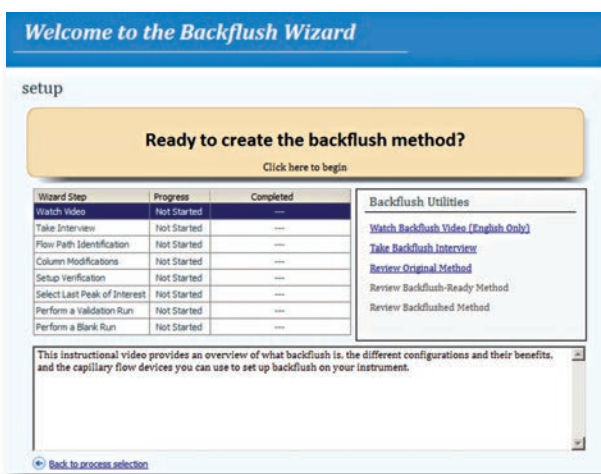 Welcome to the Backflush Wizard
setup
Ready to create the backflush method?
Click here to begin
Wizard Step Progress Completed
Watch Video Not Started ---
Take Interview Not Started ---
Flow Path Identification Not Started ---
Column Modifications Not Started ---
Setup Verification Not Started ---
Select Last Peak of Interest Not Started ---
Perform a Validation Run Not Started ---
Perform a Blank Run Not Started ---
Backflush Utilities
Watch Backflush Video (English Only)
Take Backflush Interview
Review Original Method
Review Backflush-Ready Method
Review Backflushed Method
This instructional video provides an overview of what backflush is, the different configurations and their benefits,
and the capillary flow devices you can use to set up backflush on your instrument.
Back to process selection